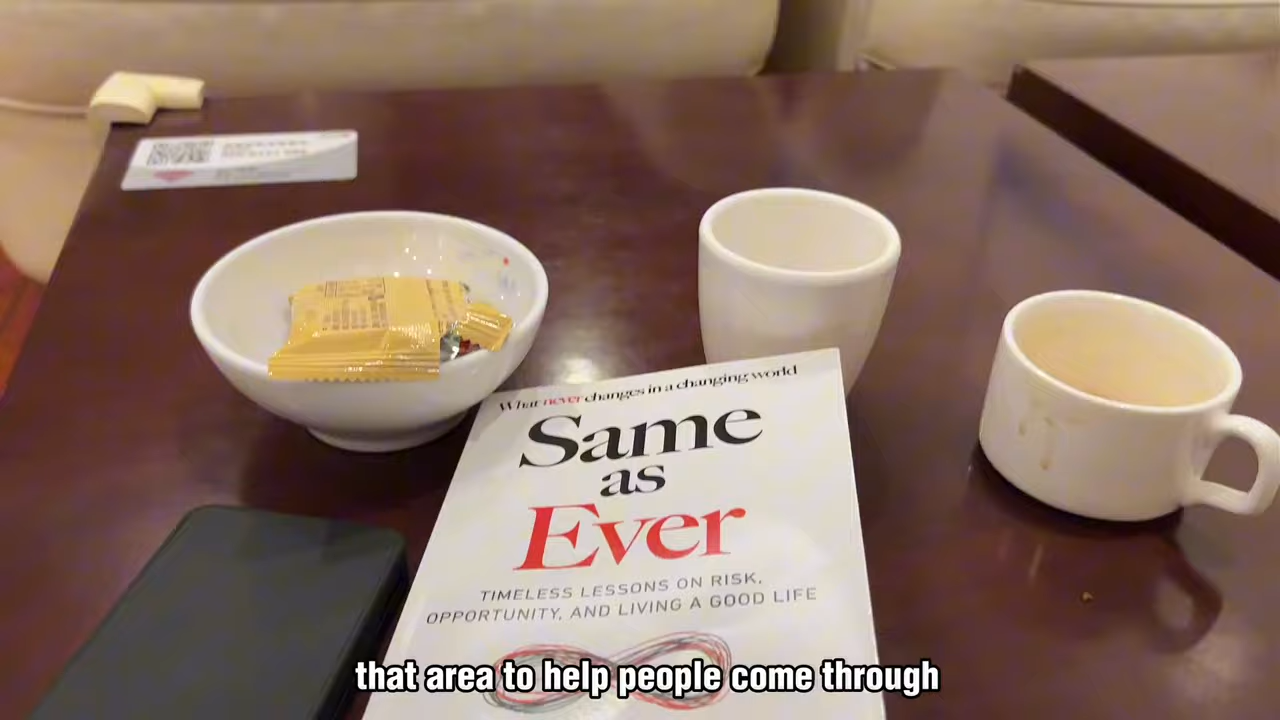 What never changes in a changing world
Same
as
Ever
TIMELESS LESSONS ON RISK,
OPPORTUNITY, AND LIVING A GOOD LIFE
that area to help people come through